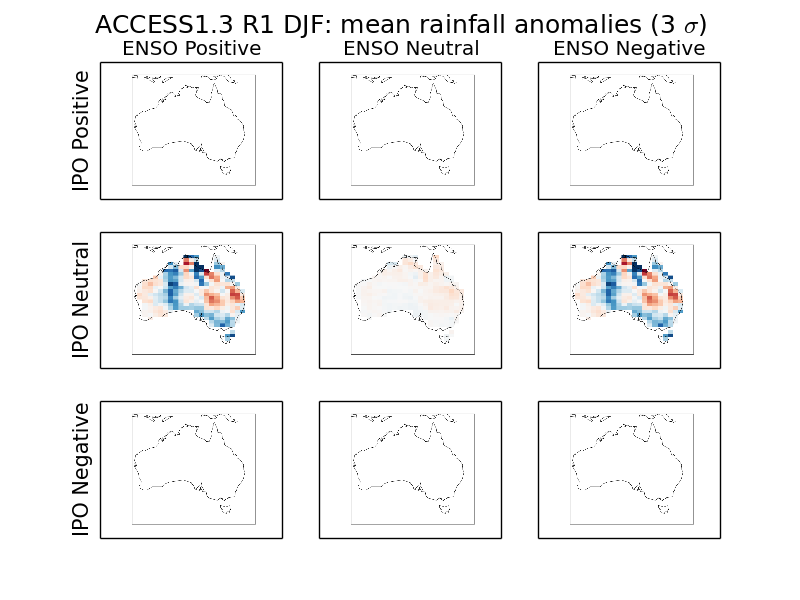 ACCESS1.3 R1 DJF: mean rainfall anomalies (3 σ)
ENSO Positive ENSO Neutral ENSO Negative
IPO Positive
IPO Neutral
IPO Negative